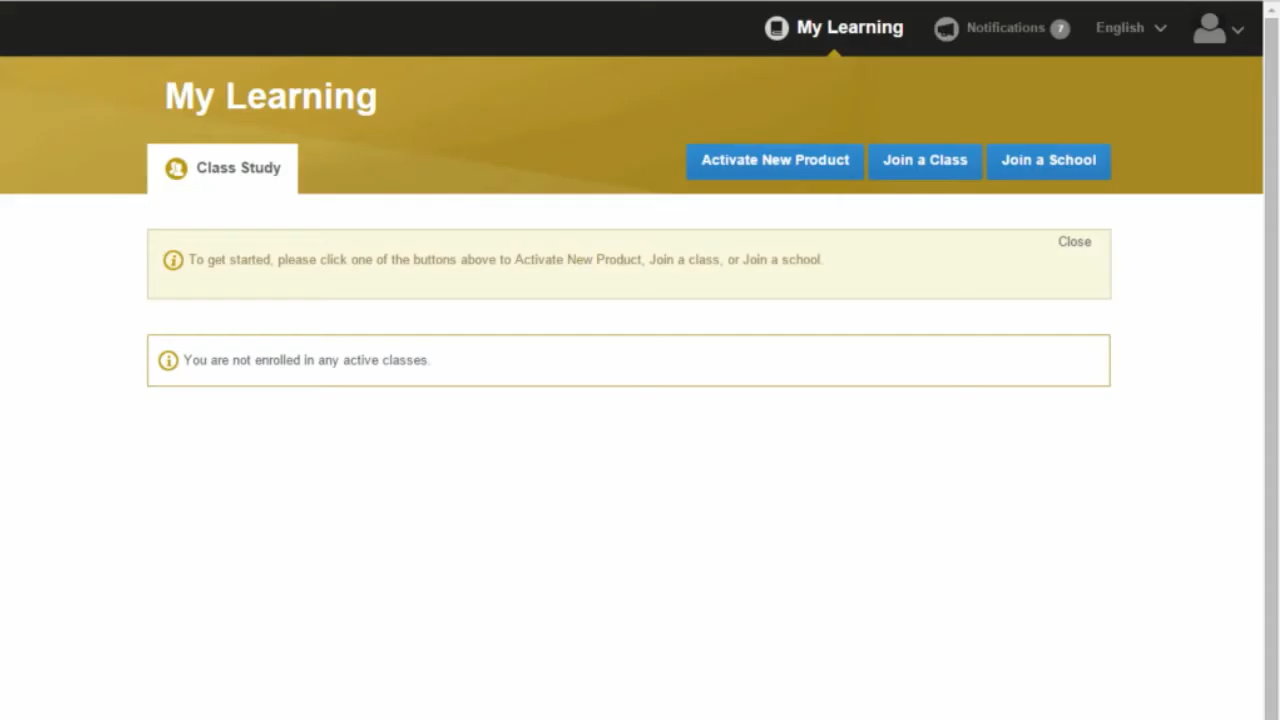 My Learning
Notifications 7
English
My Learning
Class Study
Activate New Product
Join a Class
Join a School
Close
To get started, please click one of the buttons above to Activate New Product, Join a class, or Join a school.
You are not enrolled in any active classes.